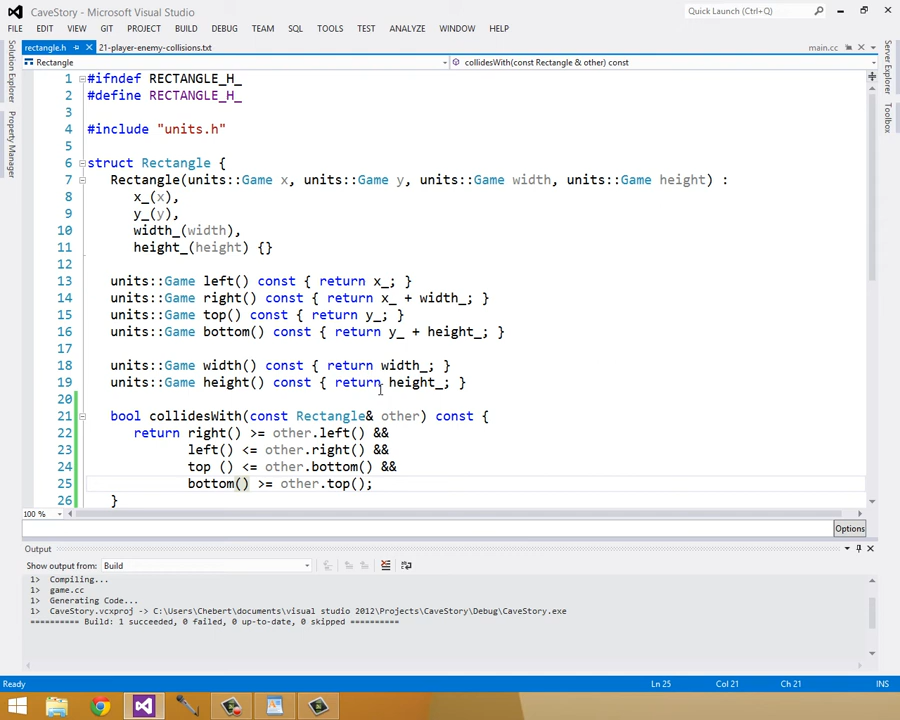 CaveStory - Microsoft Visual Studio
Quick Launch (Ctrl+Q)
FILE EDIT VIEW GIT PROJECT BUILD DEBUG TEAM SQL TOOLS TEST ANALYZE WINDOW HELP
rectangle.h 21-player-enemy-collisions.txt main.cc
Rectangle collidesWith(const Rectangle & other) const
Solution Explorer
Property Manager
Server Explorer
Toolbox
1 #ifndef RECTANGLE_H_
2 #define RECTANGLE_H_
3
4 #include "units.h"
5
6 struct Rectangle {
7 Rectangle(units::Game x, units::Game y, units::Game width, units::Game height) :
8 x_(x),
9 y_(y),
10 width_(width),
11 height_(height) {}
12
13 units::Game left() const { return x_; }
14 units::Game right() const { return x_ + width_; }
15 units::Game top() const { return y_; }
16 units::Game bottom() const { return y_ + height_; }
17
18 units::Game width() const { return width_; }
19 units::Game height() const { return height_; }
20
21 bool collidesWith(const Rectangle& other) const {
22 return right() >= other.left() &&
23 left() <= other.right() &&
24 top () <= other.bottom() &&
25 bottom() >= other.top();
26 }
100 %
Options
Output
Show output from: Build
1> Compiling...
1> game.cc
1> Generating Code...
1> CaveStory.vcxproj -> C:\Users\Chebert\documents\visual studio 2012\Projects\CaveStory\Debug\CaveStory.exe
========== Build: 1 succeeded, 0 failed, 0 up-to-date, 0 skipped ==========
Ready Ln 25 Col 21 Ch 21 INS